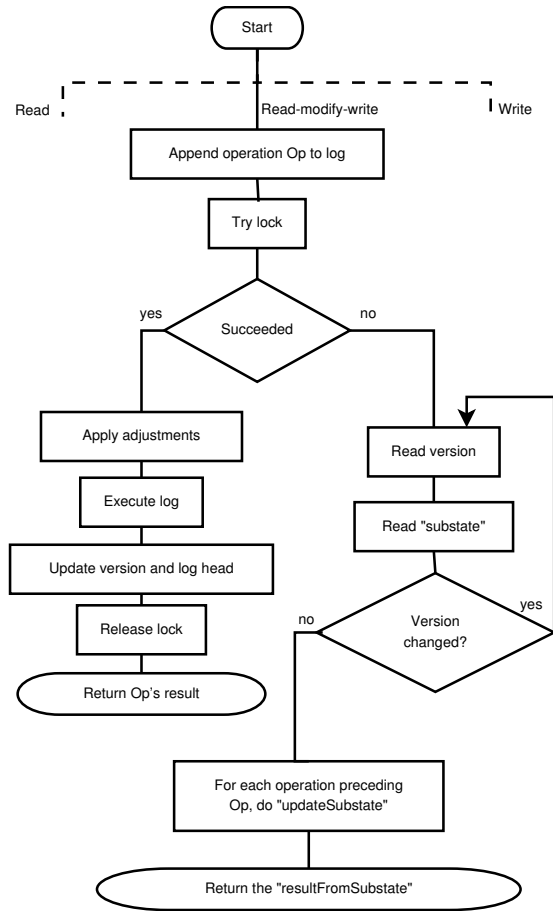 Start
Read
Read-modify-write
Write
Append operation Op to log
Try lock
Succeeded
yes
no
Apply adjustments
Execute log
Update version and log head
Release lock
Return Op's result
Read version
Read "substate"
Version
changed?
yes
no
For each operation preceding
Op, do "updateSubstate"
Return the "resultFromSubstate"